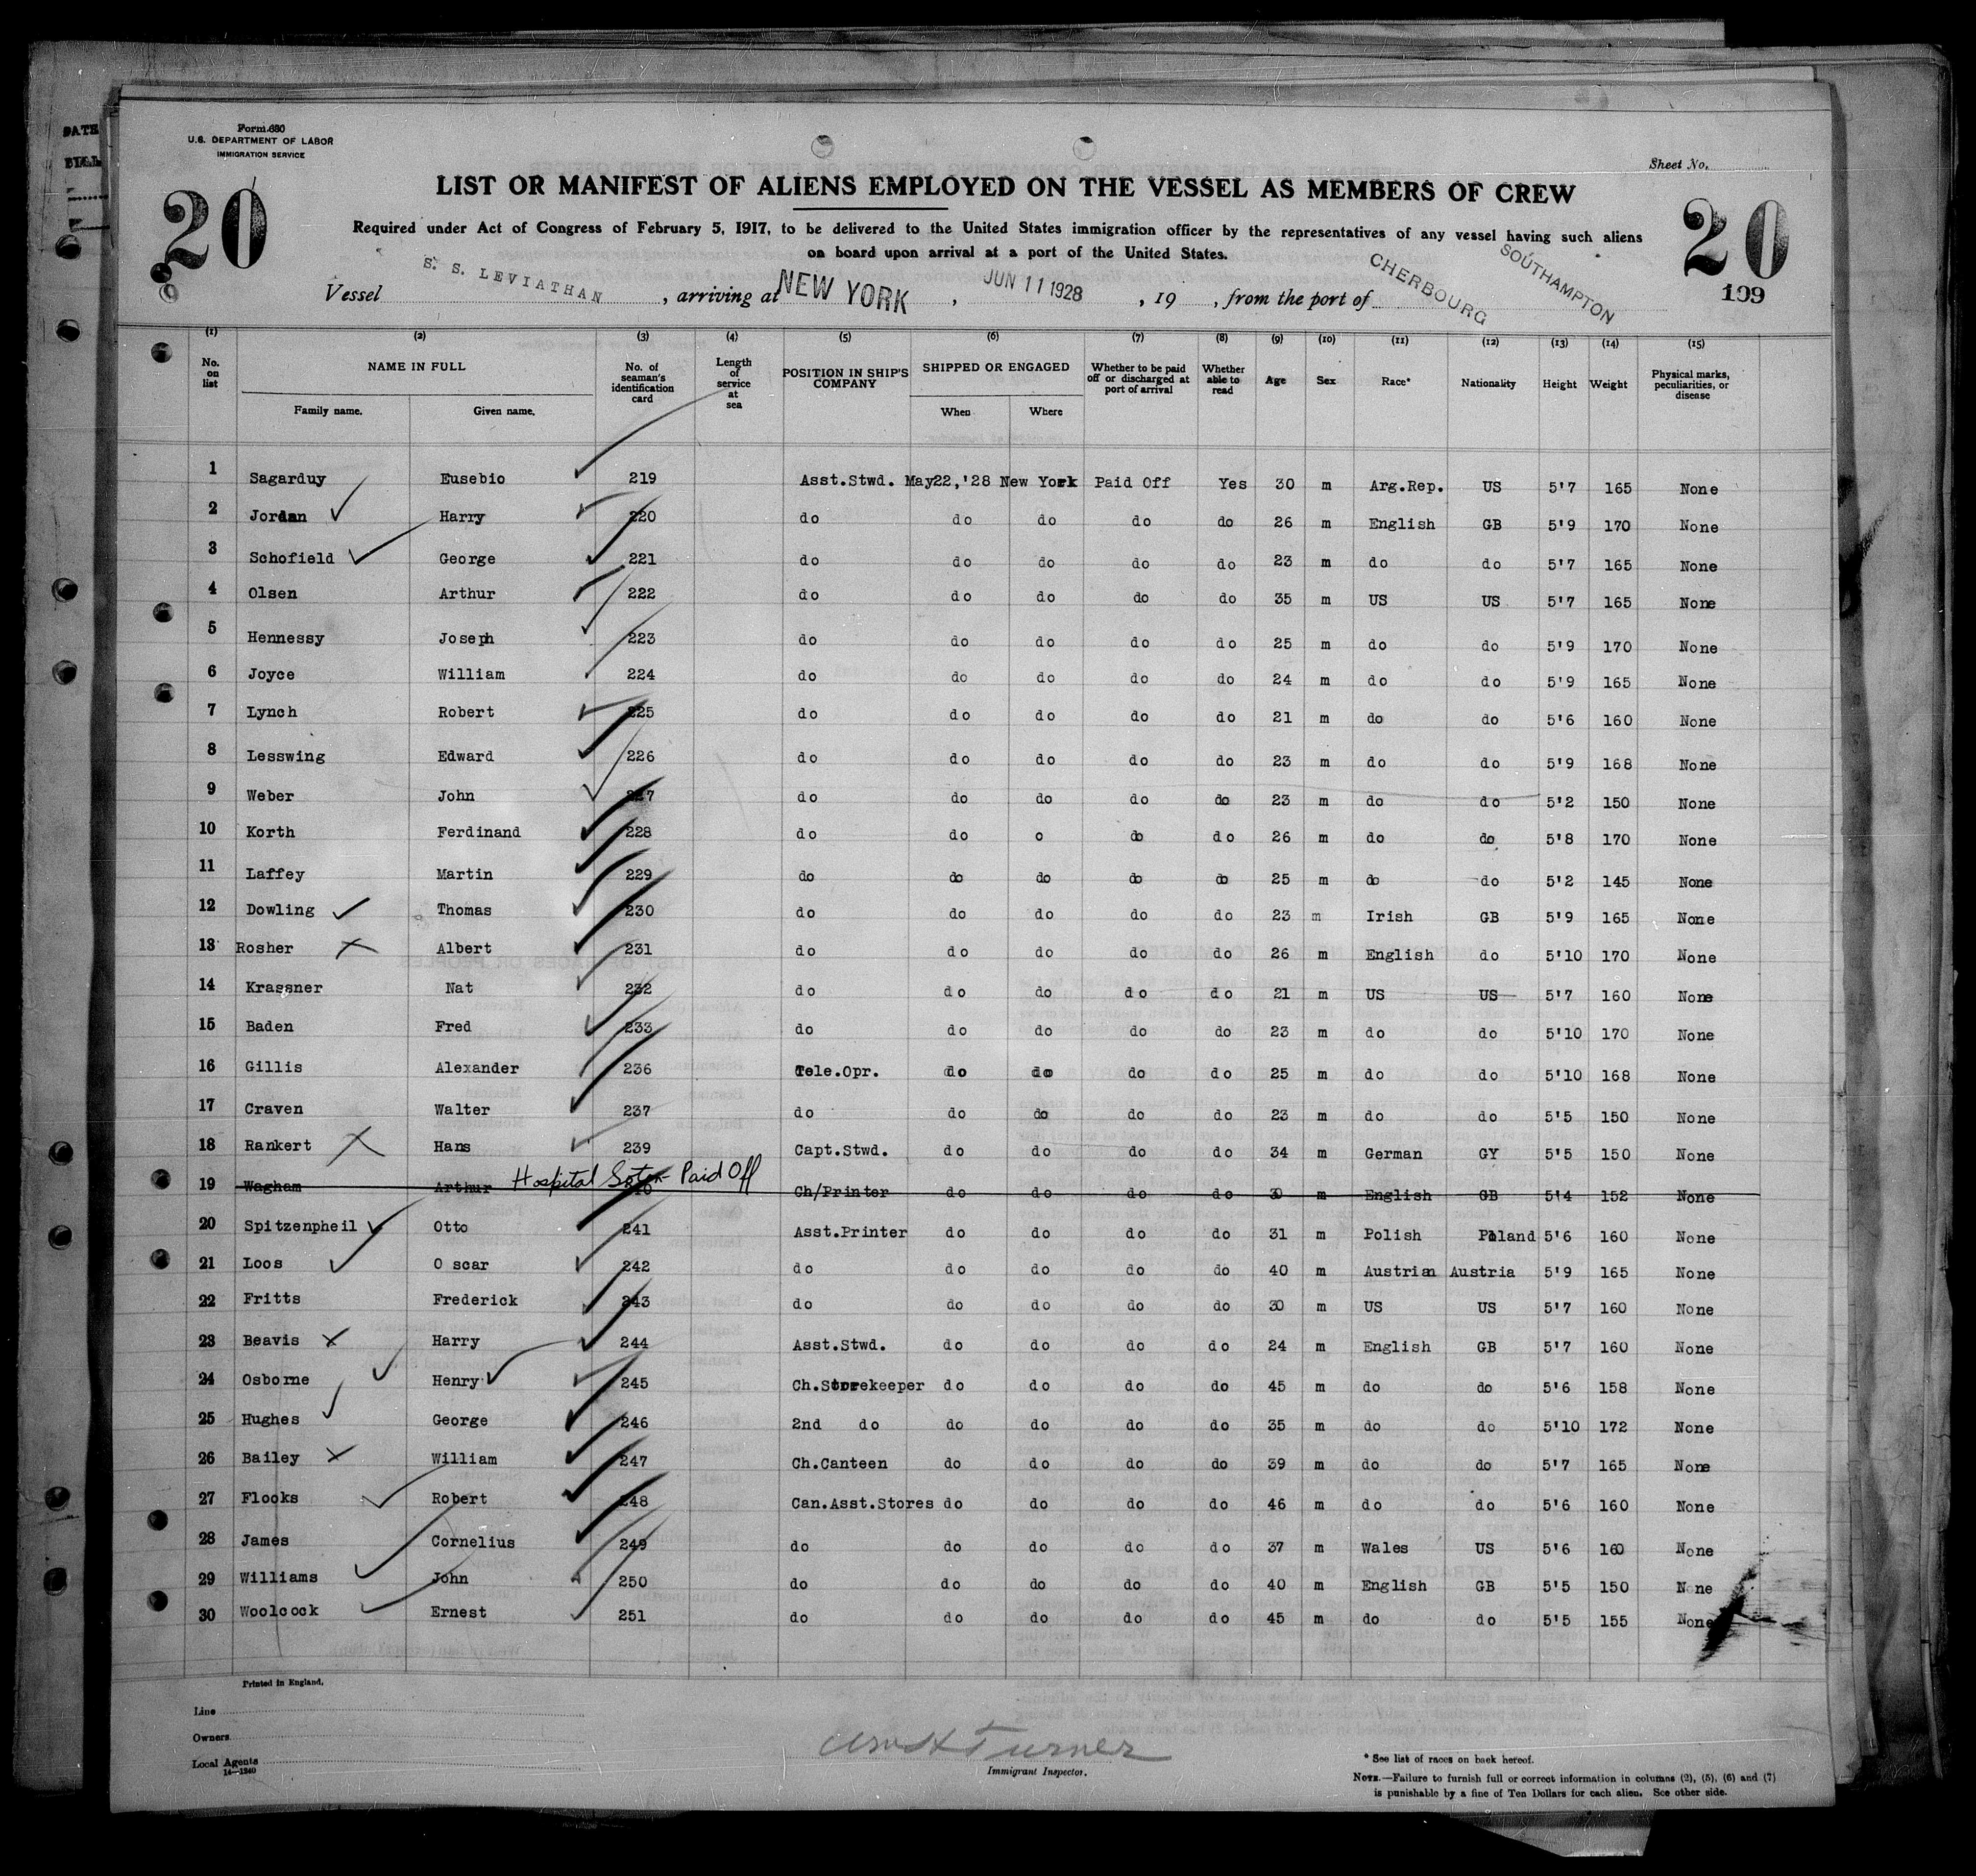 DATE
BILL
Form 680
U.S. DEPARTMENT OF LABOR
IMMIGRATION SERVICE
Sheet No.
20
LIST OR MANIFEST OF ALIENS EMPLOYED ON THE VESSEL AS MEMBERS OF CREW
20
Required under Act of Congress of February 5, 1917, to be delivered to the United States immigration officer by the representatives of any vessel having such aliens
on board upon arrival at a port of the United States.
109
Vessel S. S. LEVIATHAN , arriving at NEW YORK , JUN 11 1928 , 19 , from the port of CHERBOURG SOUTHAMPTON
(1) (2) (3) (4) (5) (6) (7) (8) (9) (10) (11) (12) (13) (14) (15)
No. on list NAME IN FULL No. of seaman's identification card Length of service at sea POSITION IN SHIP'S COMPANY SHIPPED OR ENGAGED Whether to be paid off or discharged at port of arrival Whether able to read Age Sex Race* Nationality Height Weight Physical marks, peculiarities, or disease
Family name. Given name. When Where
1 Sagarduy Eusebio 219 Asst.Stwd. May22,'28 New York Paid Off Yes 30 m Arg.Rep. US 5'7 165 None
2 Jordan Harry 220 do do do do do 26 m English GB 5'9 170 None
3 Schofield George 221 do do do do do 23 m do do 5'7 165 None
4 Olsen Arthur 222 do do do do do 35 m US US 5'7 165 None
5 Hennessy Joseph 223 do do do do do 25 m do do 5'9 170 None
6 Joyce William 224 do do do do do 24 m do do 5'9 165 None
7 Lynch Robert 225 do do do do do 21 m do do 5'6 160 None
8 Lesswing Edward 226 do do do do do 23 m do do 5'9 168 None
9 Weber John 227 do do do do do 23 m do do 5'2 150 None
10 Korth Ferdinand 228 do do o do do 26 m do do 5'8 170 None
11 Laffey Martin 229 do do do do do 25 m do do 5'2 145 None
12 Dowling Thomas 230 do do do do do 23 m Irish GB 5'9 165 None
13 Rosher Albert 231 do do do do do 26 m English do 5'10 170 None
14 Krassner Nat 232 do do do do do 21 m US US 5'7 160 None
15 Baden Fred 233 do do do do do 23 m do do 5'10 170 None
16 Gillis Alexander 236 Tele.Opr. do do do do 25 m do do 5'10 168 None
17 Craven Walter 237 do do do do do 23 m do do 5'5 150 None
18 Rankert Hans 239 Capt.Stwd. do do do do 34 m German GY 5'5 150 None
Hospital Soton Paid Off
19 Wagham Arthur 240 Ch/Printer do do do do 30 m English GB 5'4 152 None
20 Spitzenpheil Otto 241 Asst.Printer do do do do 31 m Polish Poland 5'6 160 None
21 Loos Oscar 242 do do do do do 40 m Austrian Austria 5'9 165 None
22 Fritts Frederick 243 do do do do do 30 m US US 5'7 160 None
23 Beavis Harry 244 Asst.Stwd. do do do do 24 m English GB 5'7 160 None
24 Osborne Henry 245 Ch.Storekeeper do do do do 45 m do do 5'6 158 None
25 Hughes George 246 2nd do do do do do 35 m do do 5'10 172 None
26 Bailey William 247 Ch.Canteen do do do do 39 m do do 5'7 165 None
27 Flooks Robert 248 Can.Asst.Stores do do do do 46 m do do 5'6 160 None
28 James Cornelius 249 do do do do do 37 m Wales US 5'6 160 None
29 Williams John 250 do do do do do 40 m English GB 5'5 150 None
30 Woolcock Ernest 251 do do do do do 45 m do do 5'5 155 None
Printed in England.
Line
Owners
Local Agents
14—1240
Turner
Immigrant Inspector.
* See list of races on back hereof.
NOTE.—Failure to furnish full or correct information in columns (2), (5), (6) and (7)
is punishable by a fine of Ten Dollars for each alien. See other side.